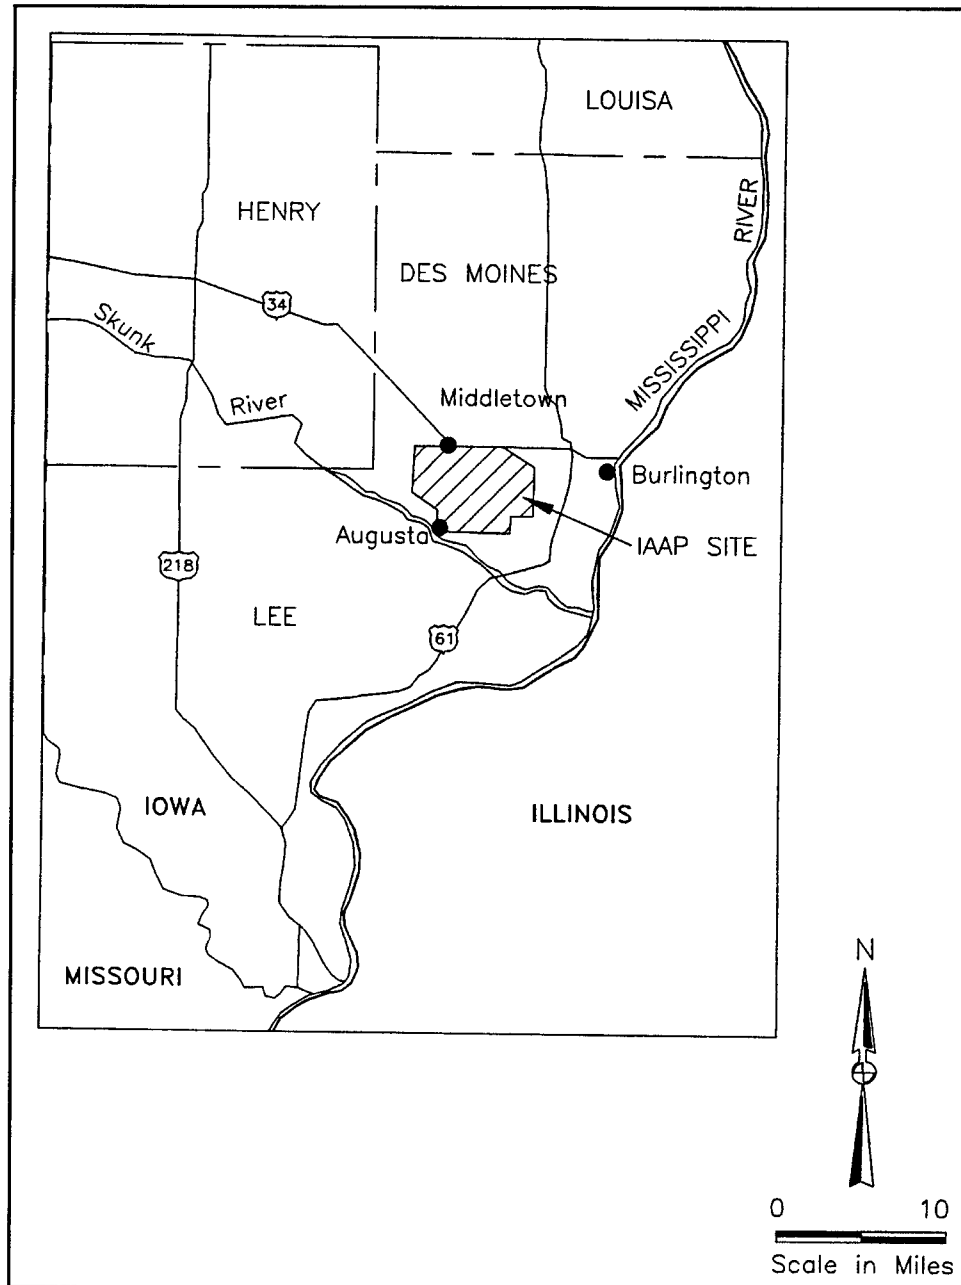 LOUISA
HENRY
RIVER
DES MOINES
34
Skunk
MISSISSIPPI
River
Middletown
Burlington
Augusta
IAAP SITE
218
LEE
61
IOWA
ILLINOIS
MISSOURI
N
0 10
Scale in Miles